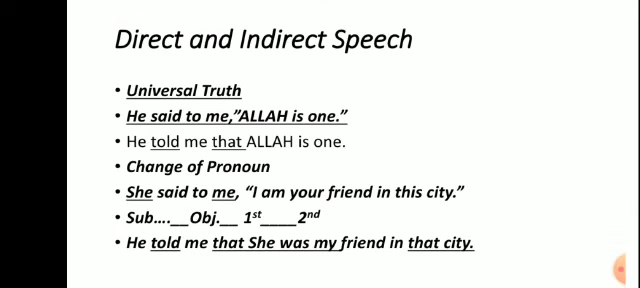 Direct and Indirect Speech
• Universal Truth
• He said to me,"ALLAH is one."
• He told me that ALLAH is one.
• Change of Pronoun
• She said to me, "I am your friend in this city."
• Sub….__Obj.__ 1st____2nd
• He told me that She was my friend in that city.